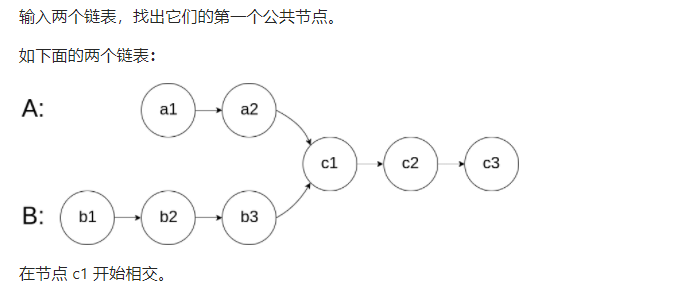 输入两个链表，找出它们的第一个公共节点。
如下面的两个链表：
A:
a1
a2
c1
c2
c3
B:
b1
b2
b3
在节点 c1 开始相交。